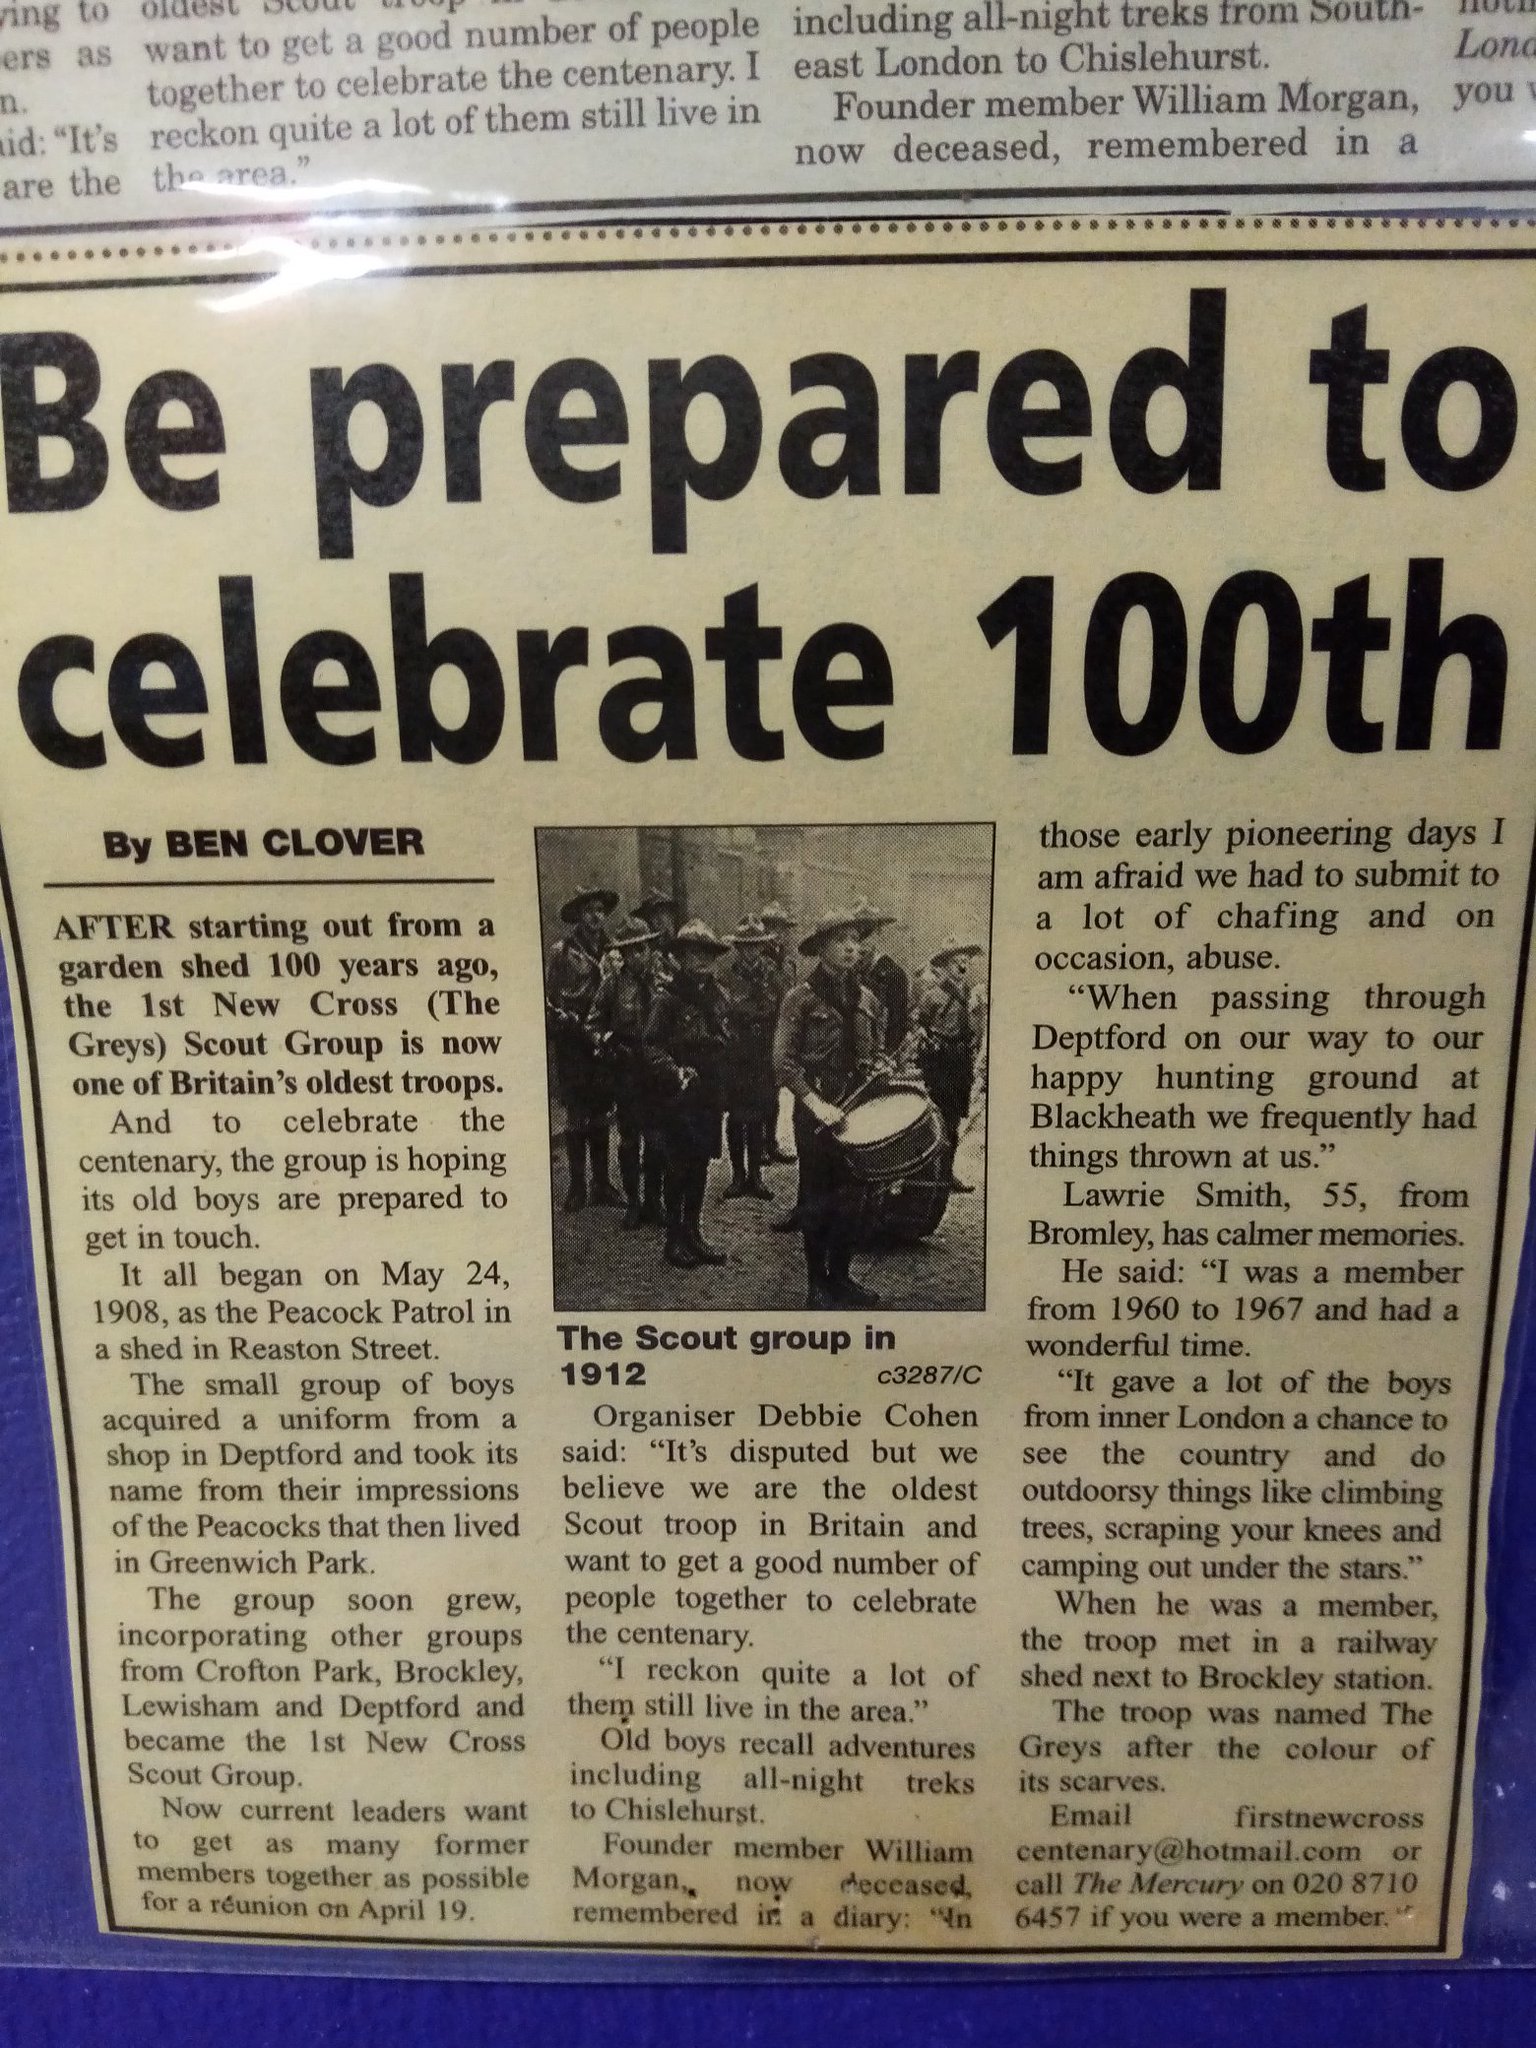 ying to
ers as
n.
aid: "It's
are the
oldest Scout troop in
want to get a good number of people
together to celebrate the centenary. I
reckon quite a lot of them still live in
the area."
including all-night treks from South-
east London to Chislehurst.
Founder member William Morgan,
now deceased, remembered in a
Lond
you
Be prepared to
celebrate 100th
By BEN CLOVER
AFTER starting out from a
garden shed 100 years ago,
the 1st New Cross (The
Greys) Scout Group is now
one of Britain's oldest troops.
And to celebrate the
centenary, the group is hoping
its old boys are prepared to
get in touch.
It all began on May 24,
1908, as the Peacock Patrol in
a shed in Reaston Street.
The small group of boys
acquired a uniform from a
shop in Deptford and took its
name from their impressions
of the Peacocks that then lived
in Greenwich Park.
The group soon grew,
incorporating other groups
from Crofton Park, Brockley,
Lewisham and Deptford and
became the 1st New Cross
Scout Group.
Now current leaders want
to get as many former
members together as possible
for a reunion on April 19.
The Scout group in
1912 c3287/C
Organiser Debbie Cohen
said: "It's disputed but we
believe we are the oldest
Scout troop in Britain and
want to get a good number of
people together to celebrate
the centenary.
"I reckon quite a lot of
them still live in the area."
Old boys recall adventures
including all-night treks
to Chislehurst.
Founder member William
Morgan, now deceased,
remembered in a diary: "In
those early pioneering days I
am afraid we had to submit to
a lot of chafing and on
occasion, abuse.
"When passing through
Deptford on our way to our
happy hunting ground at
Blackheath we frequently had
things thrown at us."
Lawrie Smith, 55, from
Bromley, has calmer memories.
He said: "I was a member
from 1960 to 1967 and had a
wonderful time.
"It gave a lot of the boys
from inner London a chance to
see the country and do
outdoorsy things like climbing
trees, scraping your knees and
camping out under the stars."
When he was a member,
the troop met in a railway
shed next to Brockley station.
The troop was named The
Greys after the colour of
its scarves.
Email firstnewcross
centenary@hotmail.com or
call The Mercury on 020 8710
6457 if you were a member."